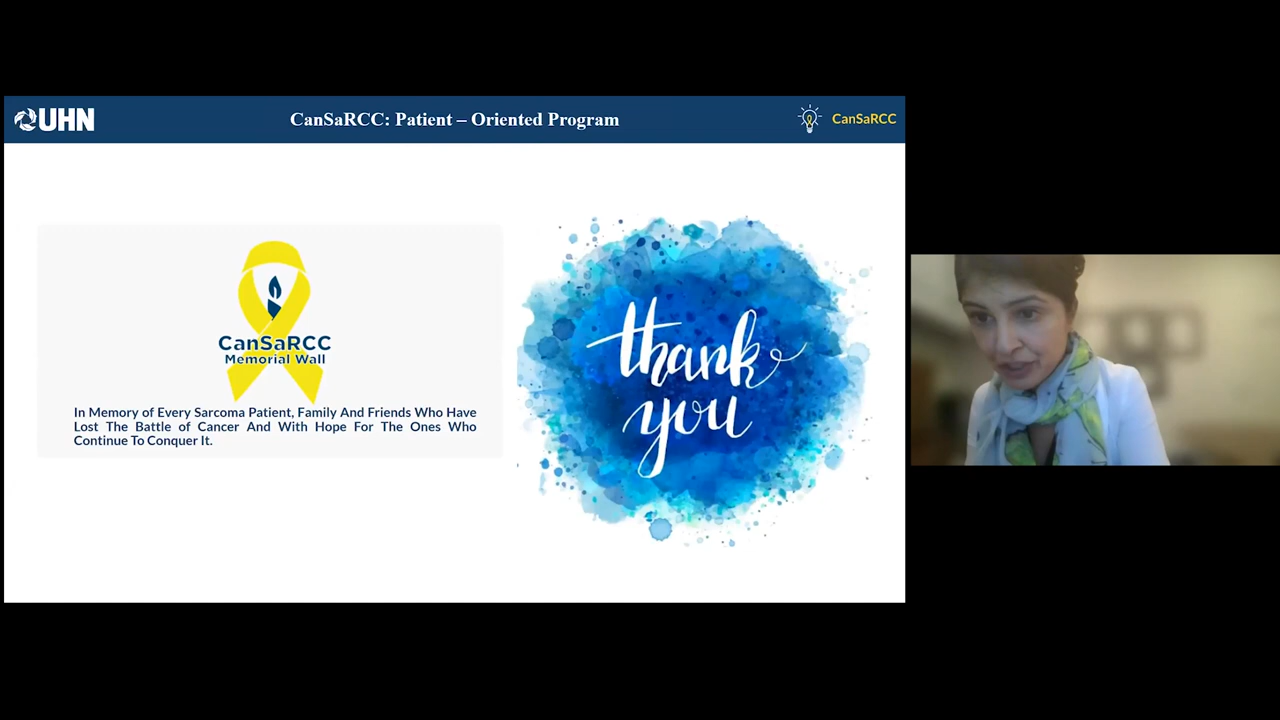 UHN
CanSaRCC: Patient – Oriented Program
CanSaRCC
CanSaRCC
Memorial Wall
In Memory of Every Sarcoma Patient, Family And Friends Who Have
Lost The Battle of Cancer And With Hope For The Ones Who
Continue To Conquer It.
thank
you